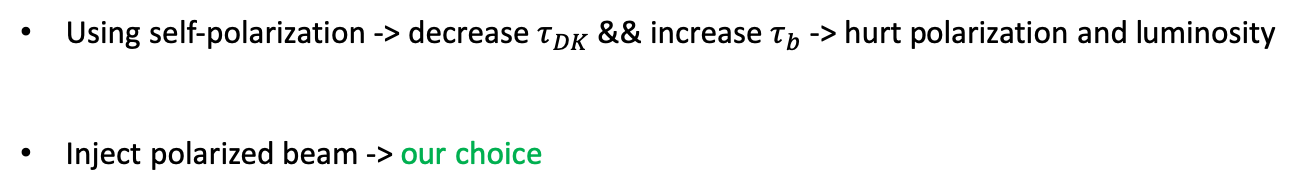 • Using self-polarization -> decrease τ_DK && increase τ_b -> hurt polarization and luminosity
• Inject polarized beam -> our choice